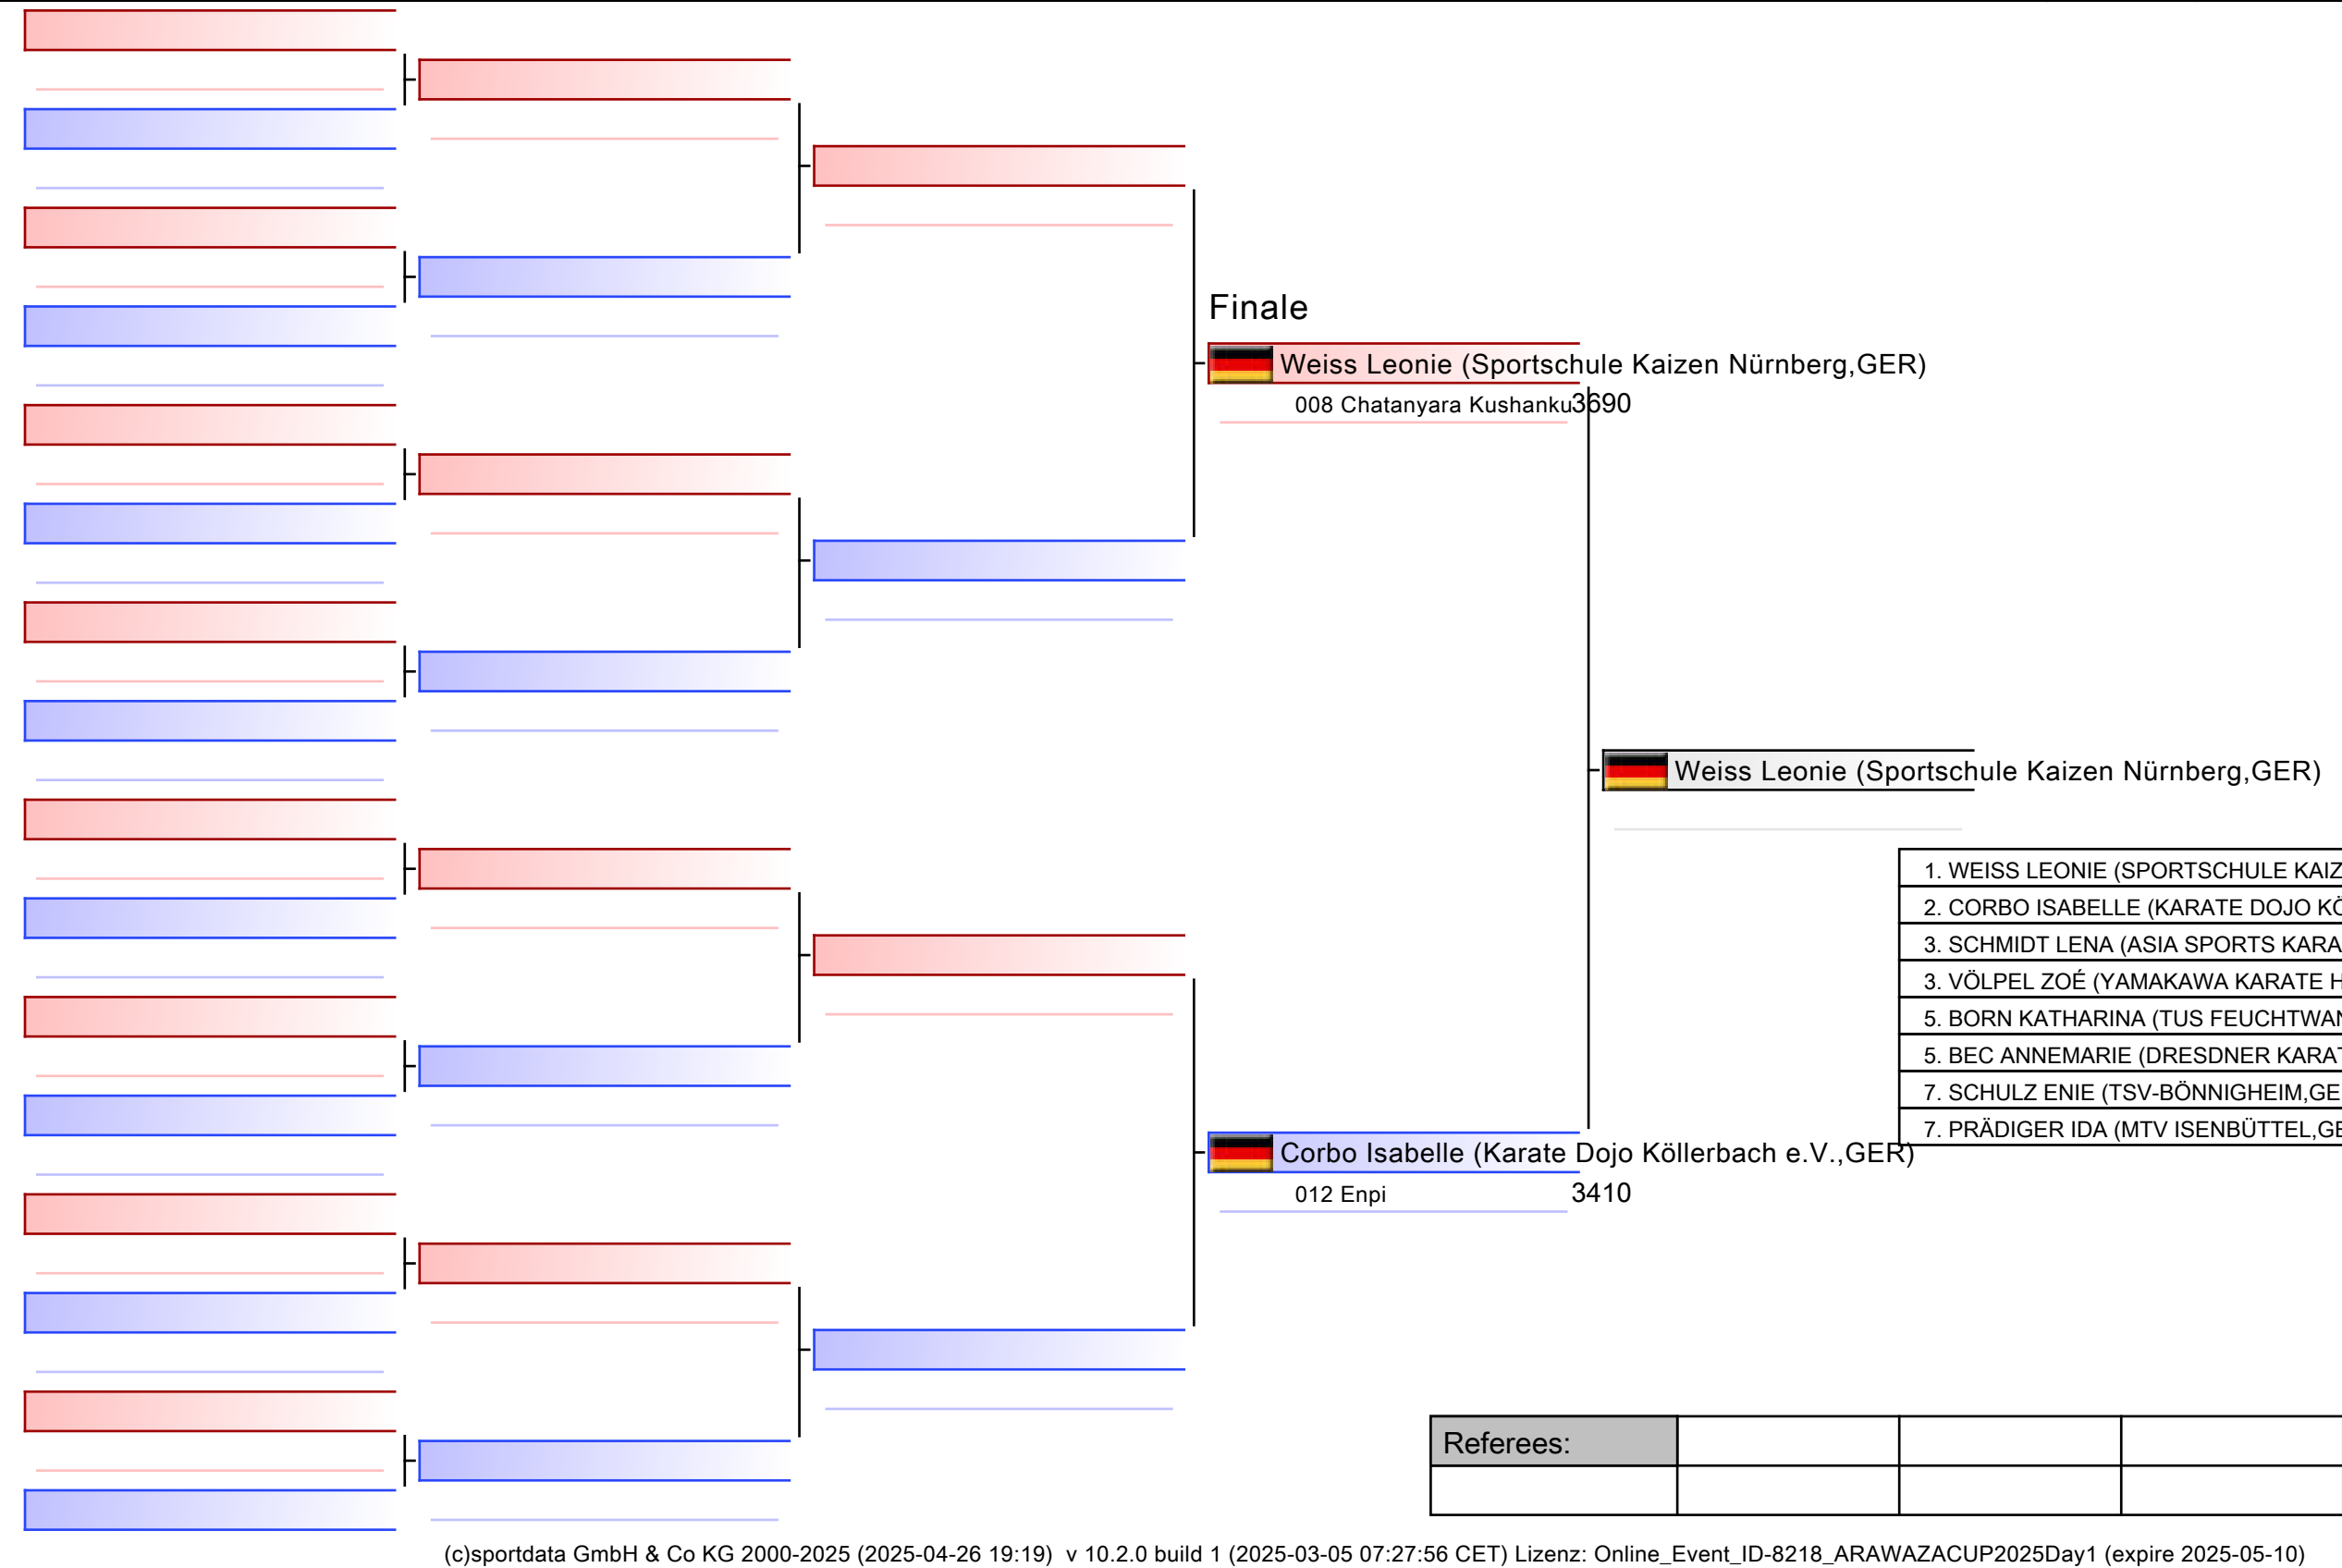 Finale
Weiss Leonie (Sportschule Kaizen Nürnberg,GER)
008 Chatanyara Kushanku 3690
Weiss Leonie (Sportschule Kaizen Nürnberg,GER)
1. WEISS LEONIE (SPORTSCHULE KAIZ
2. CORBO ISABELLE (KARATE DOJO KÖ
3. SCHMIDT LENA (ASIA SPORTS KARA
3. VÖLPEL ZOÉ (YAMAKAWA KARATE H
5. BORN KATHARINA (TUS FEUCHTWAN
5. BEC ANNEMARIE (DRESDNER KARAT
7. SCHULZ ENIE (TSV-BÖNNIGHEIM,GE
7. PRÄDIGER IDA (MTV ISENBÜTTEL,GE
Corbo Isabelle (Karate Dojo Köllerbach e.V.,GER)
012 Enpi 3410
Referees:
(c)sportdata GmbH & Co KG 2000-2025 (2025-04-26 19:19) v 10.2.0 build 1 (2025-03-05 07:27:56 CET) Lizenz: Online_Event_ID-8218_ARAWAZACUP2025Day1 (expire 2025-05-10)